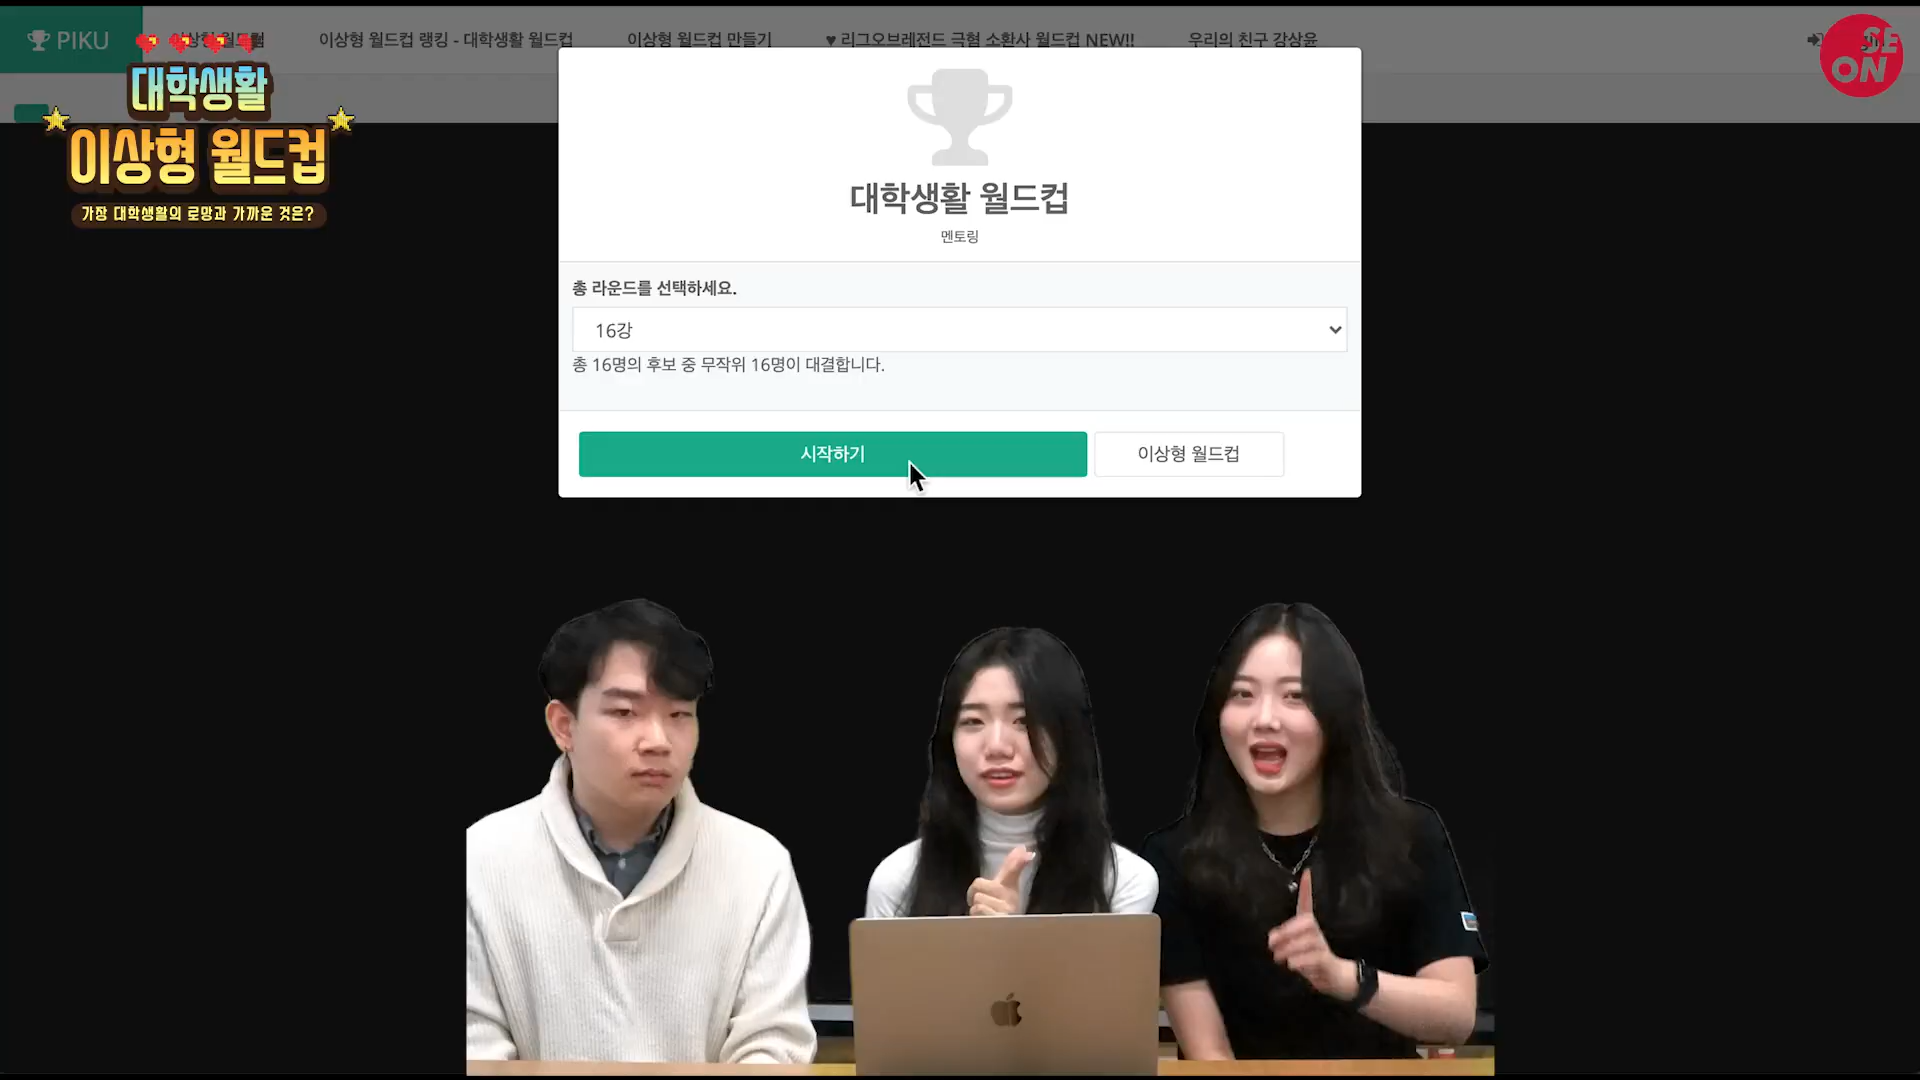 PIKU
이상형 월드컵 랭킹 - 대학생활 월드컵
이상형 월드컵 만들기
♥ 리그오브레전드 극혐 소환사 월드컵 NEW!!
우리의 친구 강상윤
SE
ON
대학생활
이상형 월드컵
가장 대학생활의 로망과 가까운 것은?
대학생활 월드컵
멘토링
총 라운드를 선택하세요.
16강
총 16명의 후보 중 무작위 16명이 대결합니다.
시작하기
이상형 월드컵